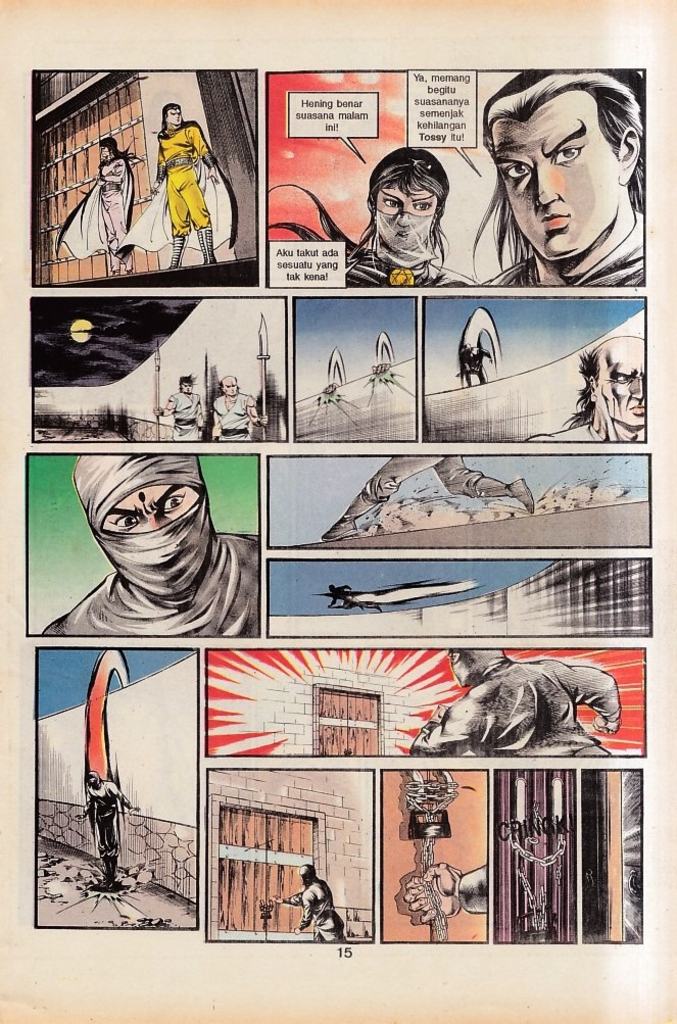 Hening benar
suasana malam
ini!
Ya, memang
begitu
suasananya
semenjak
kehilangan
Tossy itu!
Aku takut ada
sesuatu yang
tak kena!
CRINGK!
15